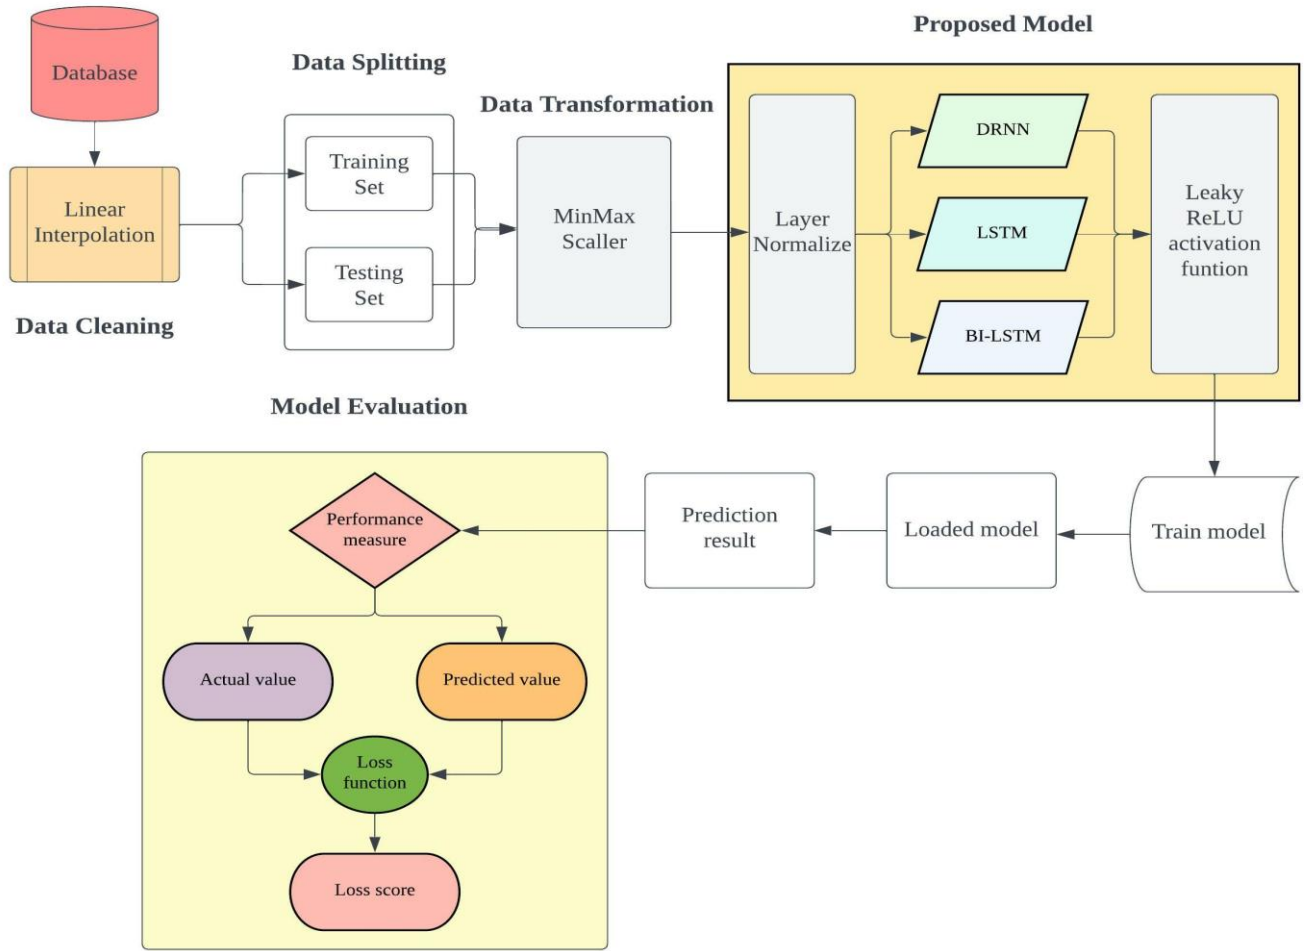 Database
Linear
Interpolation
Data Cleaning
Data Splitting
Training
Set
Testing
Set
Data Transformation
MinMax
Scaller
Proposed Model
Layer
Normalize
DRNN
LSTM
BI-LSTM
Leaky
ReLU
activation
funtion
Train model
Loaded model
Prediction
result
Model Evaluation
Performance
measure
Actual value
Predicted value
Loss
function
Loss score